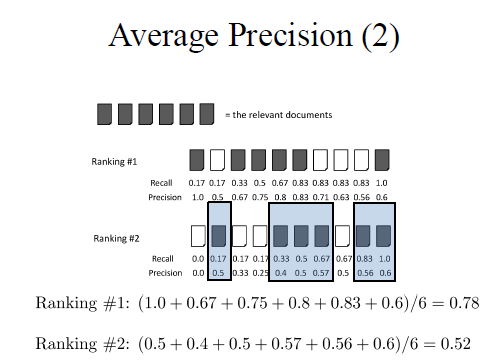 Average Precision (2)
= the relevant documents
Ranking #1
Recall 0.17 0.17 0.33 0.5 0.67 0.83 0.83 0.83 0.83 1.0
Precision 1.0 0.5 0.67 0.75 0.8 0.83 0.71 0.63 0.56 0.6
Ranking #2
Recall 0.0 0.17 0.17 0.17 0.33 0.5 0.67 0.67 0.83 1.0
Precision 0.0 0.5 0.33 0.25 0.4 0.5 0.57 0.5 0.56 0.6
Ranking #1: (1.0 + 0.67 + 0.75 + 0.8 + 0.83 + 0.6)/6 = 0.78
Ranking #2: (0.5 + 0.4 + 0.5 + 0.57 + 0.56 + 0.6)/6 = 0.52